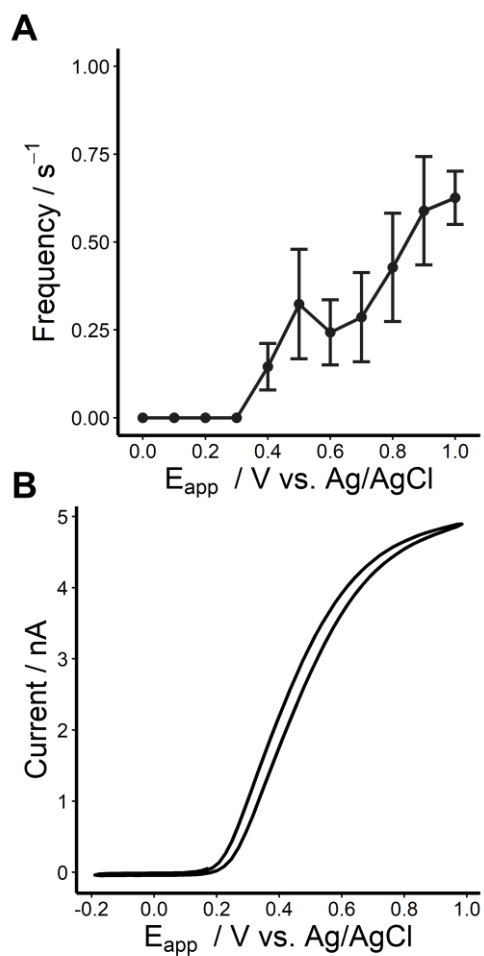 A
Frequency / s⁻¹
1.00
0.75
0.50
0.25
0.00
0.0 0.2 0.4 0.6 0.8 1.0
E_app / V vs. Ag/AgCl
B
Current / nA
5
4
3
2
1
0
-0.2 0.0 0.2 0.4 0.6 0.8 1.0
E_app / V vs. Ag/AgCl